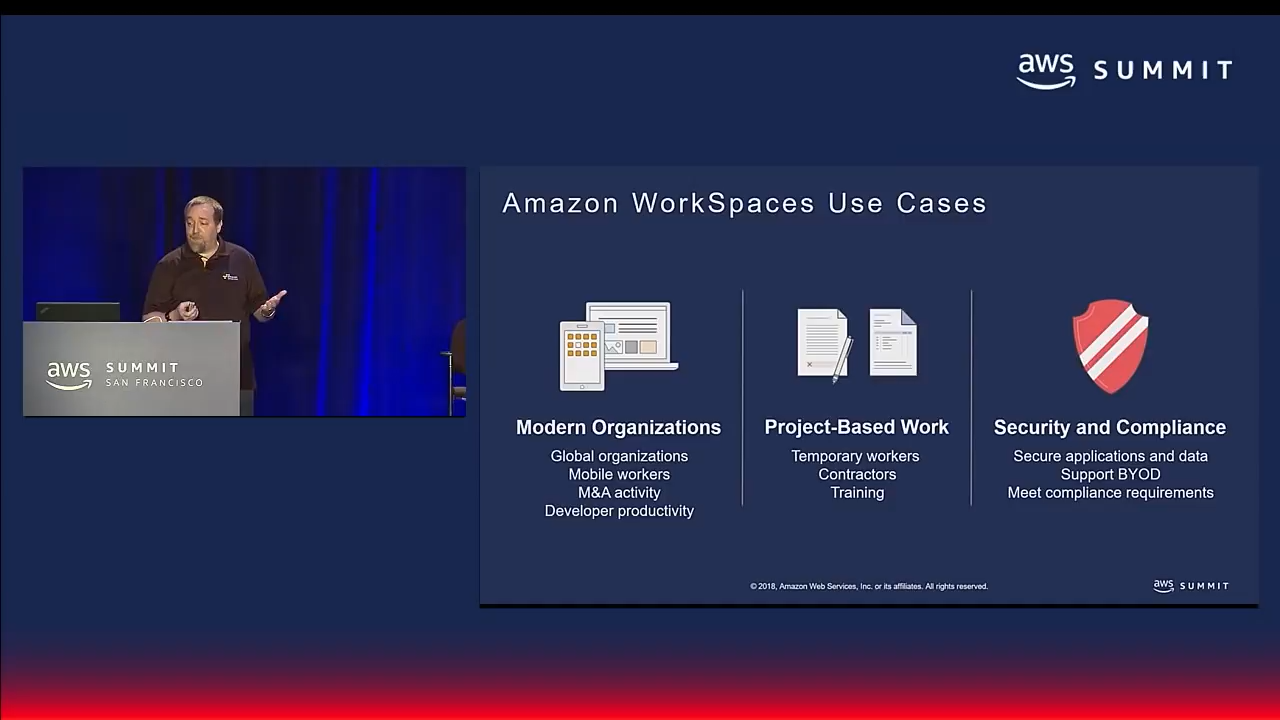 aws SUMMIT
aws SUMMIT
SAN FRANCISCO
Amazon WorkSpaces Use Cases
Modern Organizations
Global organizations
Mobile workers
M&A activity
Developer productivity
Project-Based Work
Temporary workers
Contractors
Training
Security and Compliance
Secure applications and data
Support BYOD
Meet compliance requirements
© 2018, Amazon Web Services, Inc. or its affiliates. All rights reserved.
aws SUMMIT